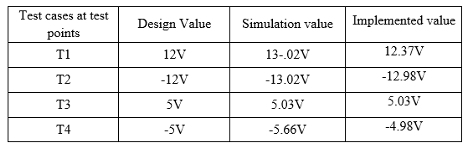 Test cases at test points Design Value Simulation value Implemented value
T1 12V 13-.02V 12.37V
T2 -12V -13.02V -12.98V
T3 5V 5.03V 5.03V
T4 -5V -5.66V -4.98V